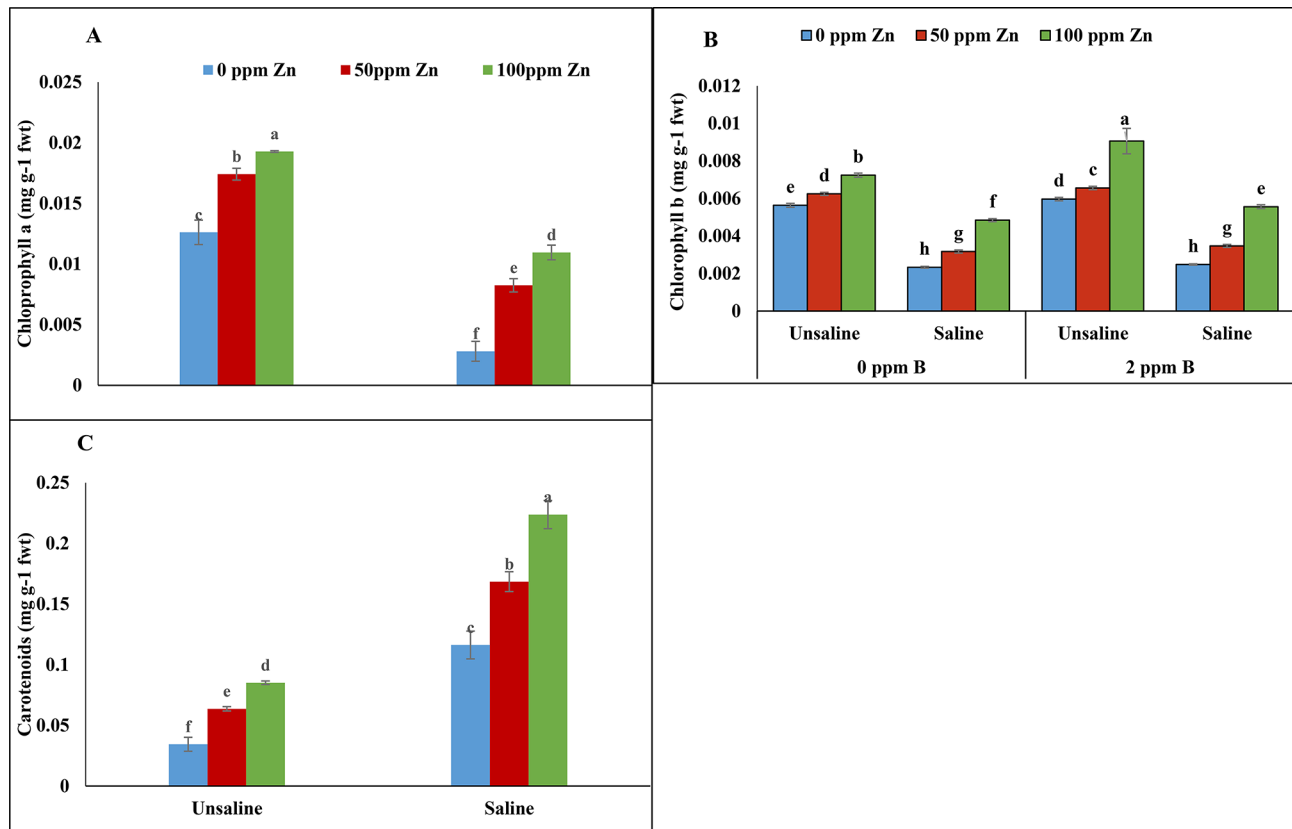 A
0 ppm Zn 50ppm Zn 100ppm Zn
Chloprophyll a (mg g-1 fwt)
0.025
0.02
0.015
0.01
0.005
0
c b a
f e d
B
0 ppm Zn 50 ppm Zn 100 ppm Zn
Chlorophyll b (mg g-1 fwt)
0.012
0.01
0.008
0.006
0.004
0.002
0
e d b h g f d c a h g e
Unsaline Saline Unsaline Saline
0 ppm B 2 ppm B
C
Carotenoids (mg g-1 fwt)
0.25
0.2
0.15
0.1
0.05
0
f e d
c b a
Unsaline Saline